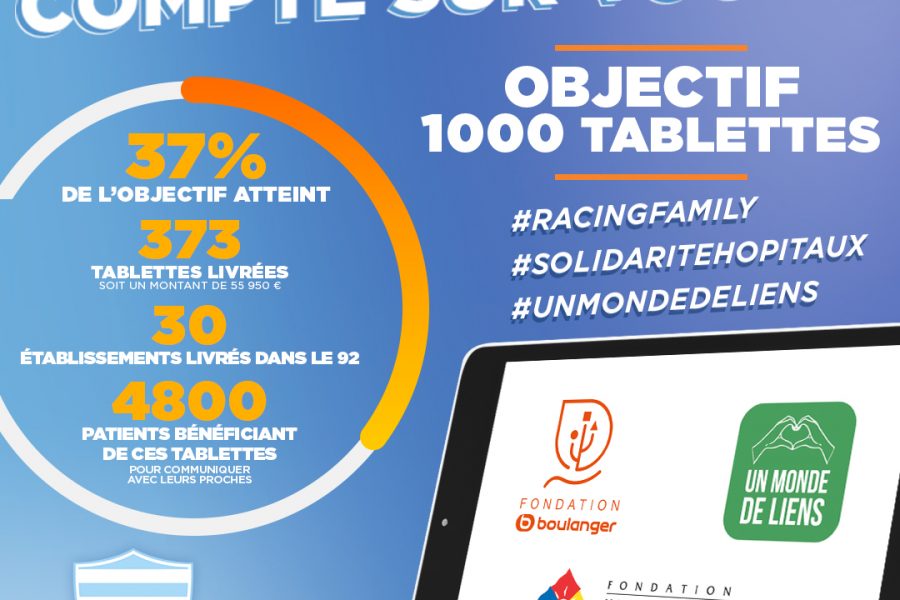 COMPTE SUR
OBJECTIF
1000 TABLETTES
#RACINGFAMILY
#SOLIDARITEHOPITAUX
#UNMONDEDELIENS
37%
DE L'OBJECTIF ATTEINT
373
TABLETTES LIVRÉES
SOIT UN MONTANT DE 55 950 €
30
ÉTABLISSEMENTS LIVRÉS DANS LE 92
4800
PATIENTS BÉNÉFICIANT
DE CES TABLETTES
POUR COMMUNIQUER
AVEC LEURS PROCHES
FONDATION
b boulanger
UN MONDE
DE LIENS
FONDATION